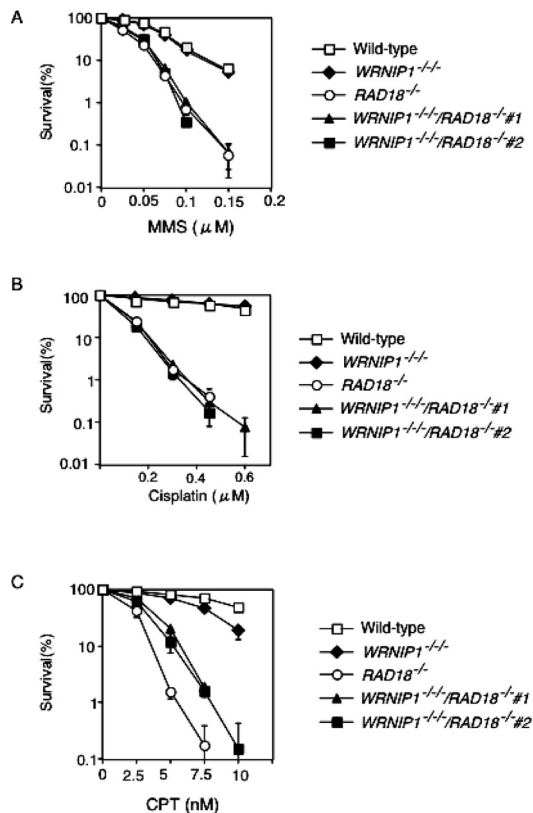 A
Survival(%)
100
10
1
0.1
0.01
0
0.05
0.1
0.15
0.2
MMS ( μ M)
Wild-type
WRNIP1-/-/-
RAD18-/-
WRNIP1-/-/-/RAD18-/-#1
WRNIP1-/-/-/RAD18-/-#2
B
Survival(%)
100
10
1
0.1
0.01
0.2
0.4
0.6
Cisplatin ( μ M)
Wild-type
WRNIP1-/-/-
RAD18-/-
WRNIP1-/-/-/RAD18-/-#1
WRNIP1-/-/-/RAD18-/-#2
C
Survival(%)
100
10
1
0.1
0
2.5
5
7.5
10
CPT (nM)
Wild-type
WRNIP1-/-/-
RAD18-/-
WRNIP1-/-/-/RAD18-/-#1
WRNIP1-/-/-/RAD18-/-#2